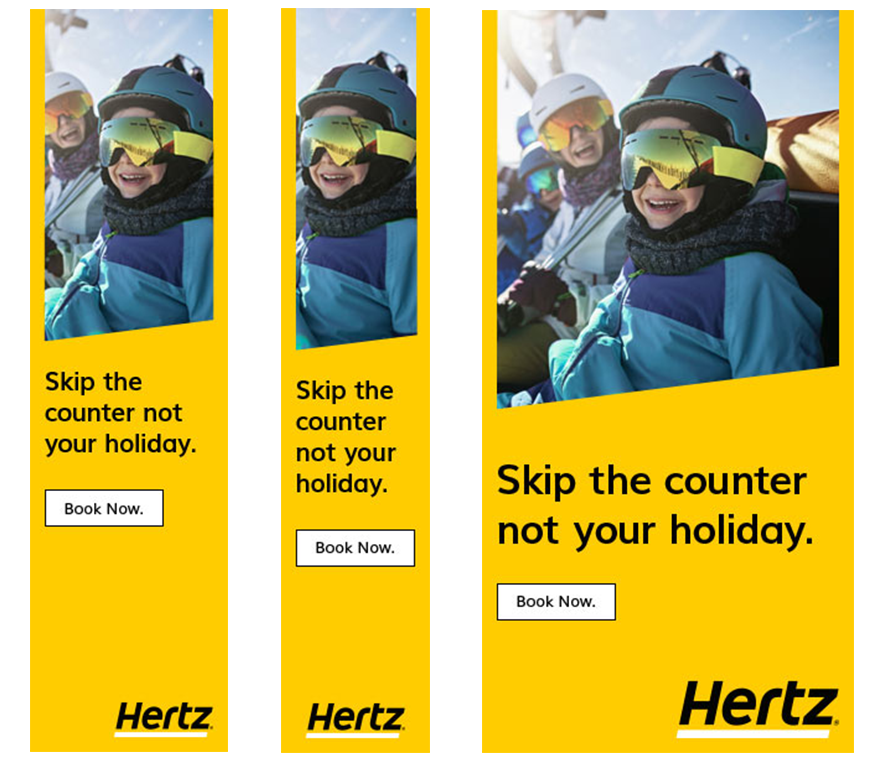 Skip the
counter not
your holiday.
Book Now.
Hertz.
Skip the
counter
not your
holiday.
Book Now.
Hertz.
Skip the counter
not your holiday.
Book Now.
Hertz